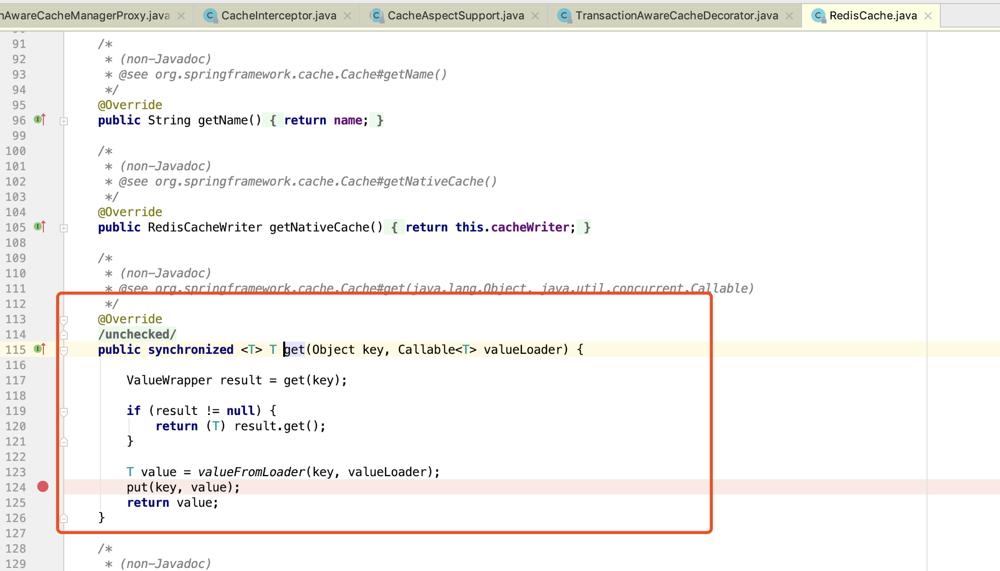 nAwareCacheManagerProxy.java CacheInterceptor.java CacheAspectSupport.java TransactionAwareCacheDecorator.java RedisCache.java
91 /*
92 * (non-Javadoc)
93 * @see org.springframework.cache.Cache#getName()
94 */
95 @Override
96 public String getName() { return name; }
99
100 /*
101 * (non-Javadoc)
102 * @see org.springframework.cache.Cache#getNativeCache()
103 */
104 @Override
105 public RedisCacheWriter getNativeCache() { return this.cacheWriter; }
108
109 /*
110 * (non-Javadoc)
111 * @see org.springframework.cache.Cache#get(java.lang.Object, java.util.concurrent.Callable)
112 */
113 @Override
114 /unchecked/
115 public synchronized <T> T get(Object key, Callable<T> valueLoader) {
116
117 ValueWrapper result = get(key);
118
119 if (result != null) {
120 return (T) result.get();
121 }
122
123 T value = valueFromLoader(key, valueLoader);
124 put(key, value);
125 return value;
126 }
127
128 /*
129 * (non-Javadoc)